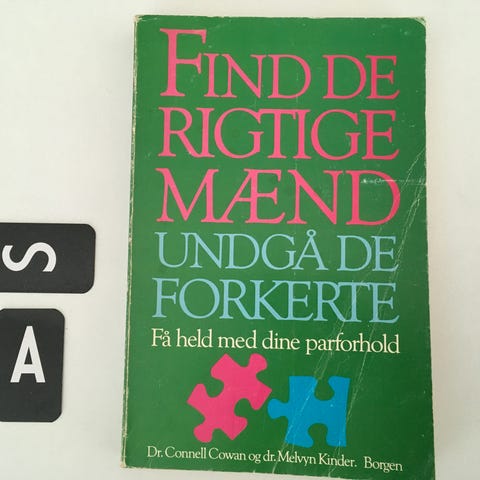 FIND DE
RIGTIGE
MÆND
UNDGÅ DE
FORKERTE
Få held med dine parforhold
Dr. Connell Cowan og dr. Melvyn Kinder. Borgen
S
A